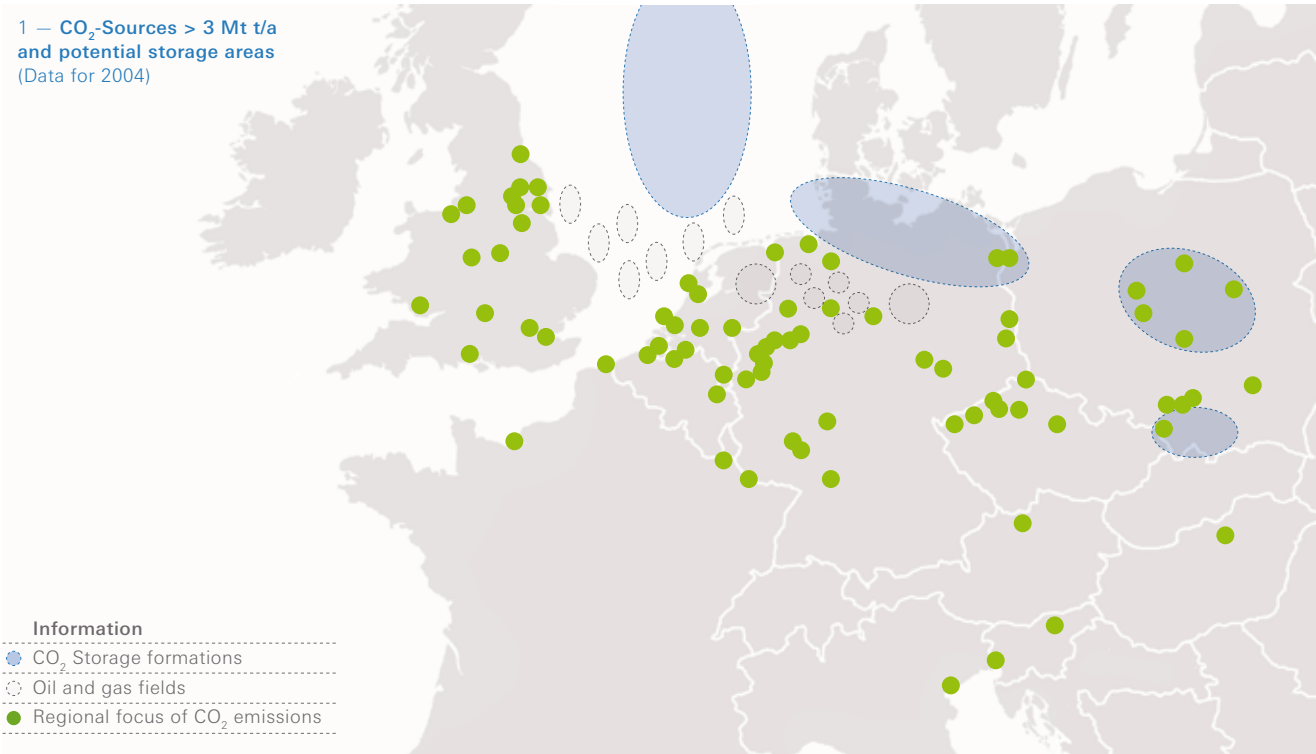 1 — CO₂-Sources > 3 Mt t/a
and potential storage areas
(Data for 2004)
Information
CO₂ Storage formations
Oil and gas fields
Regional focus of CO₂ emissions